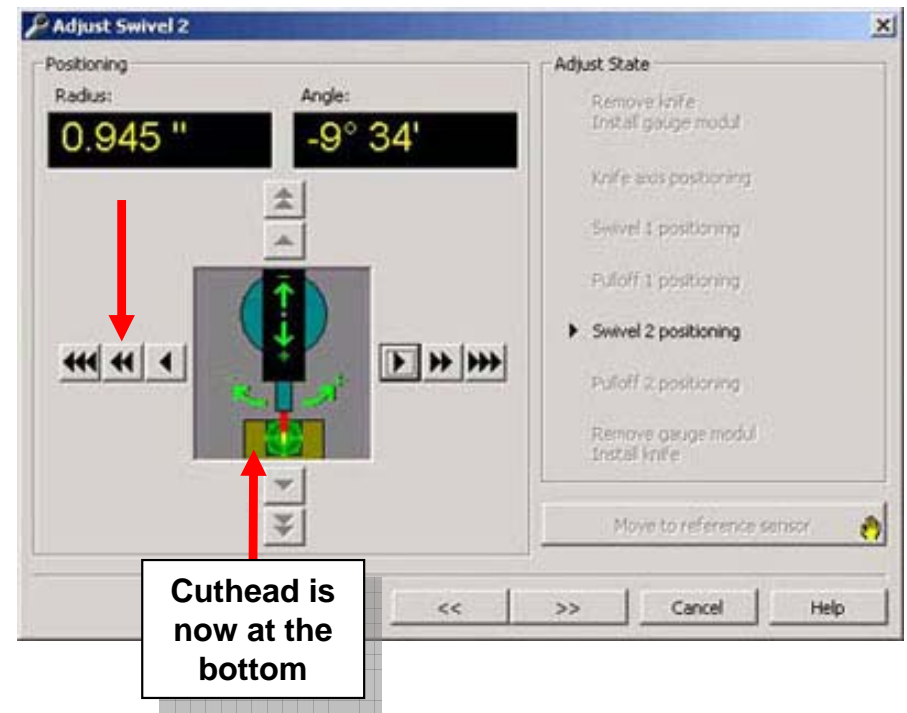 Adjust Swivel 2
Positioning
Radius:
Angle:
0.945 "
-9° 34'
Adjust State
Remove knife
Install gauge modul
Knife axis positioning
Swivel 1 positioning
Pulloff 1 positioning
Swivel 2 positioning
Pulloff 2 positioning
Remove gauge modul
Install knife
Move to reference sensor
Cuthead is
now at the
bottom
<<
>>
Cancel
Help